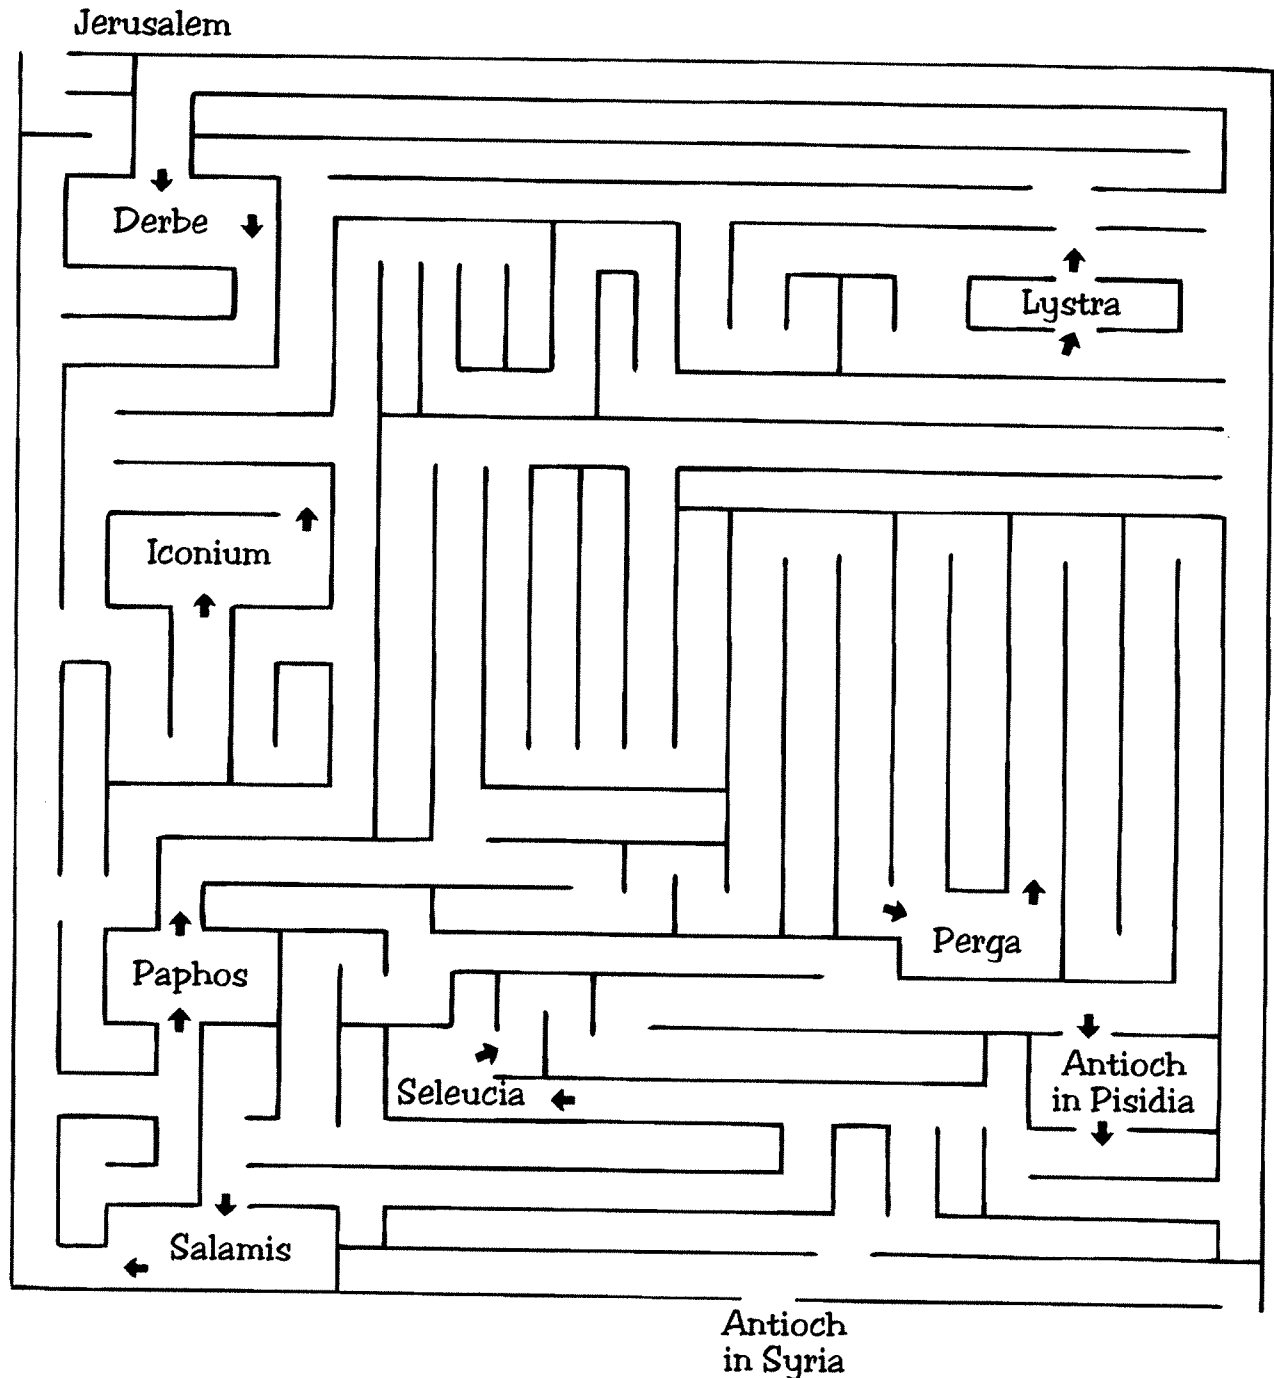 Jerusalem
Derbe
Lystra
Iconium
Perga
Paphos
Antioch
in Pisidia
Seleucia
Salamis
Antioch
in Syria